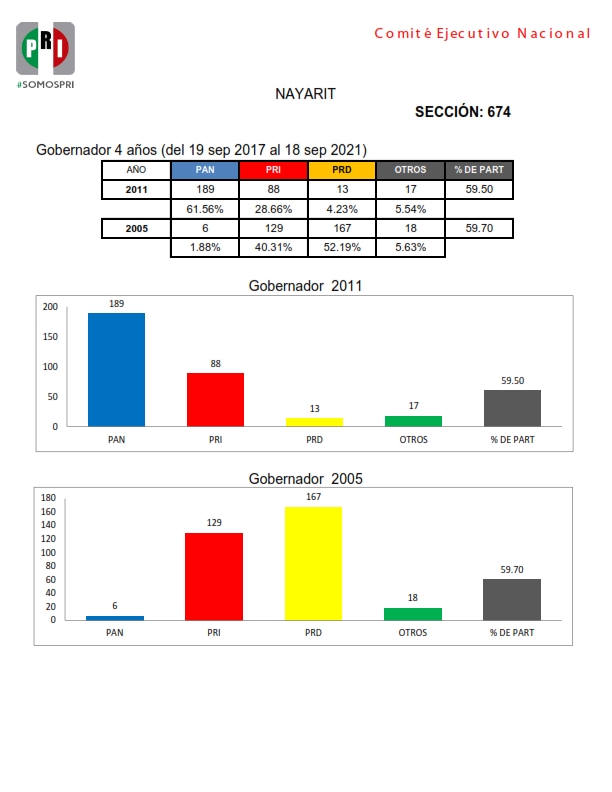 Comité Ejecutivo Nacional
PRI
#SOMOSPRI
NAYARIT
SECCIÓN: 674
Gobernador 4 años (del 19 sep 2017 al 18 sep 2021)
AÑO PAN PRI PRD OTROS % DE PART
2011 189 88 13 17 59.50
61.56% 28.66% 4.23% 5.54%
2005 6 129 167 18 59.70
1.88% 40.31% 52.19% 5.63%
Gobernador 2011
200
150
100
50
0
189
88
13
17
59.50
PAN PRI PRD OTROS % DE PART
Gobernador 2005
180
160
140
120
100
80
60
40
20
0
6
129
167
18
59.70
PAN PRI PRD OTROS % DE PART